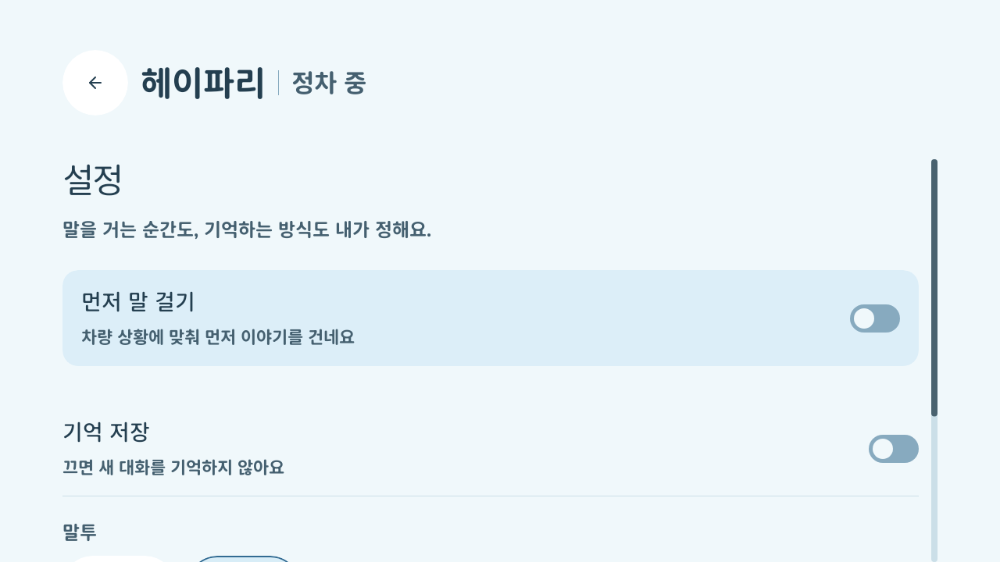 헤이파리 정차 중
설정
말을 거는 순간도, 기억하는 방식도 내가 정해요.
먼저 말 걸기
차량 상황에 맞춰 먼저 이야기를 건네요
기억 저장
끄면 새 대화를 기억하지 않아요
말투